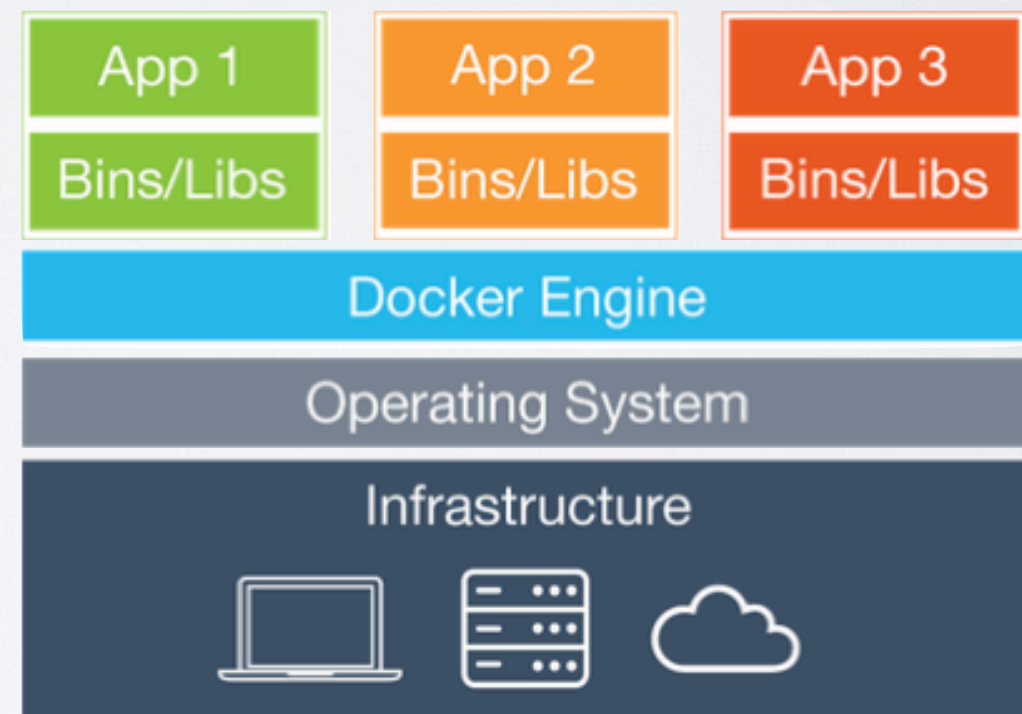 App 1
App 2
App 3
Bins/Libs
Bins/Libs
Bins/Libs
Docker Engine
Operating System
Infrastructure